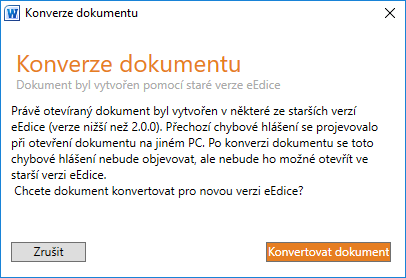 Konverze dokumentu
Konverze dokumentu
Dokument byl vytvořen pomocí staré verze eEdice
Právě otevíraný dokument byl vytvořen v některé ze starších verzí
eEdice (verze nižší než 2.0.0). Přechozí chybové hlášení se projevovalo
při otevření dokumentu na jiném PC. Po konverzi dokumentu se toto
chybové hlášení nebude objevovat, ale nebude ho možné otevřít ve
starší verzi eEdice.
Chcete dokument konvertovat pro novou verzi eEdice?
Zrušit
Konvertovat dokument